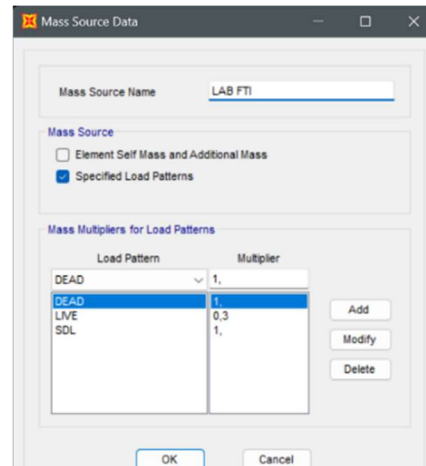 Mass Source Data
Mass Source Name LAB FTI
Mass Source
Element Self Mass and Additional Mass
Specified Load Patterns
Mass Multipliers for Load Patterns
Load Pattern Multiplier
DEAD 1,
DEAD 1,
LIVE 0,3
SDL 1,
Add
Modify
Delete
OK Cancel